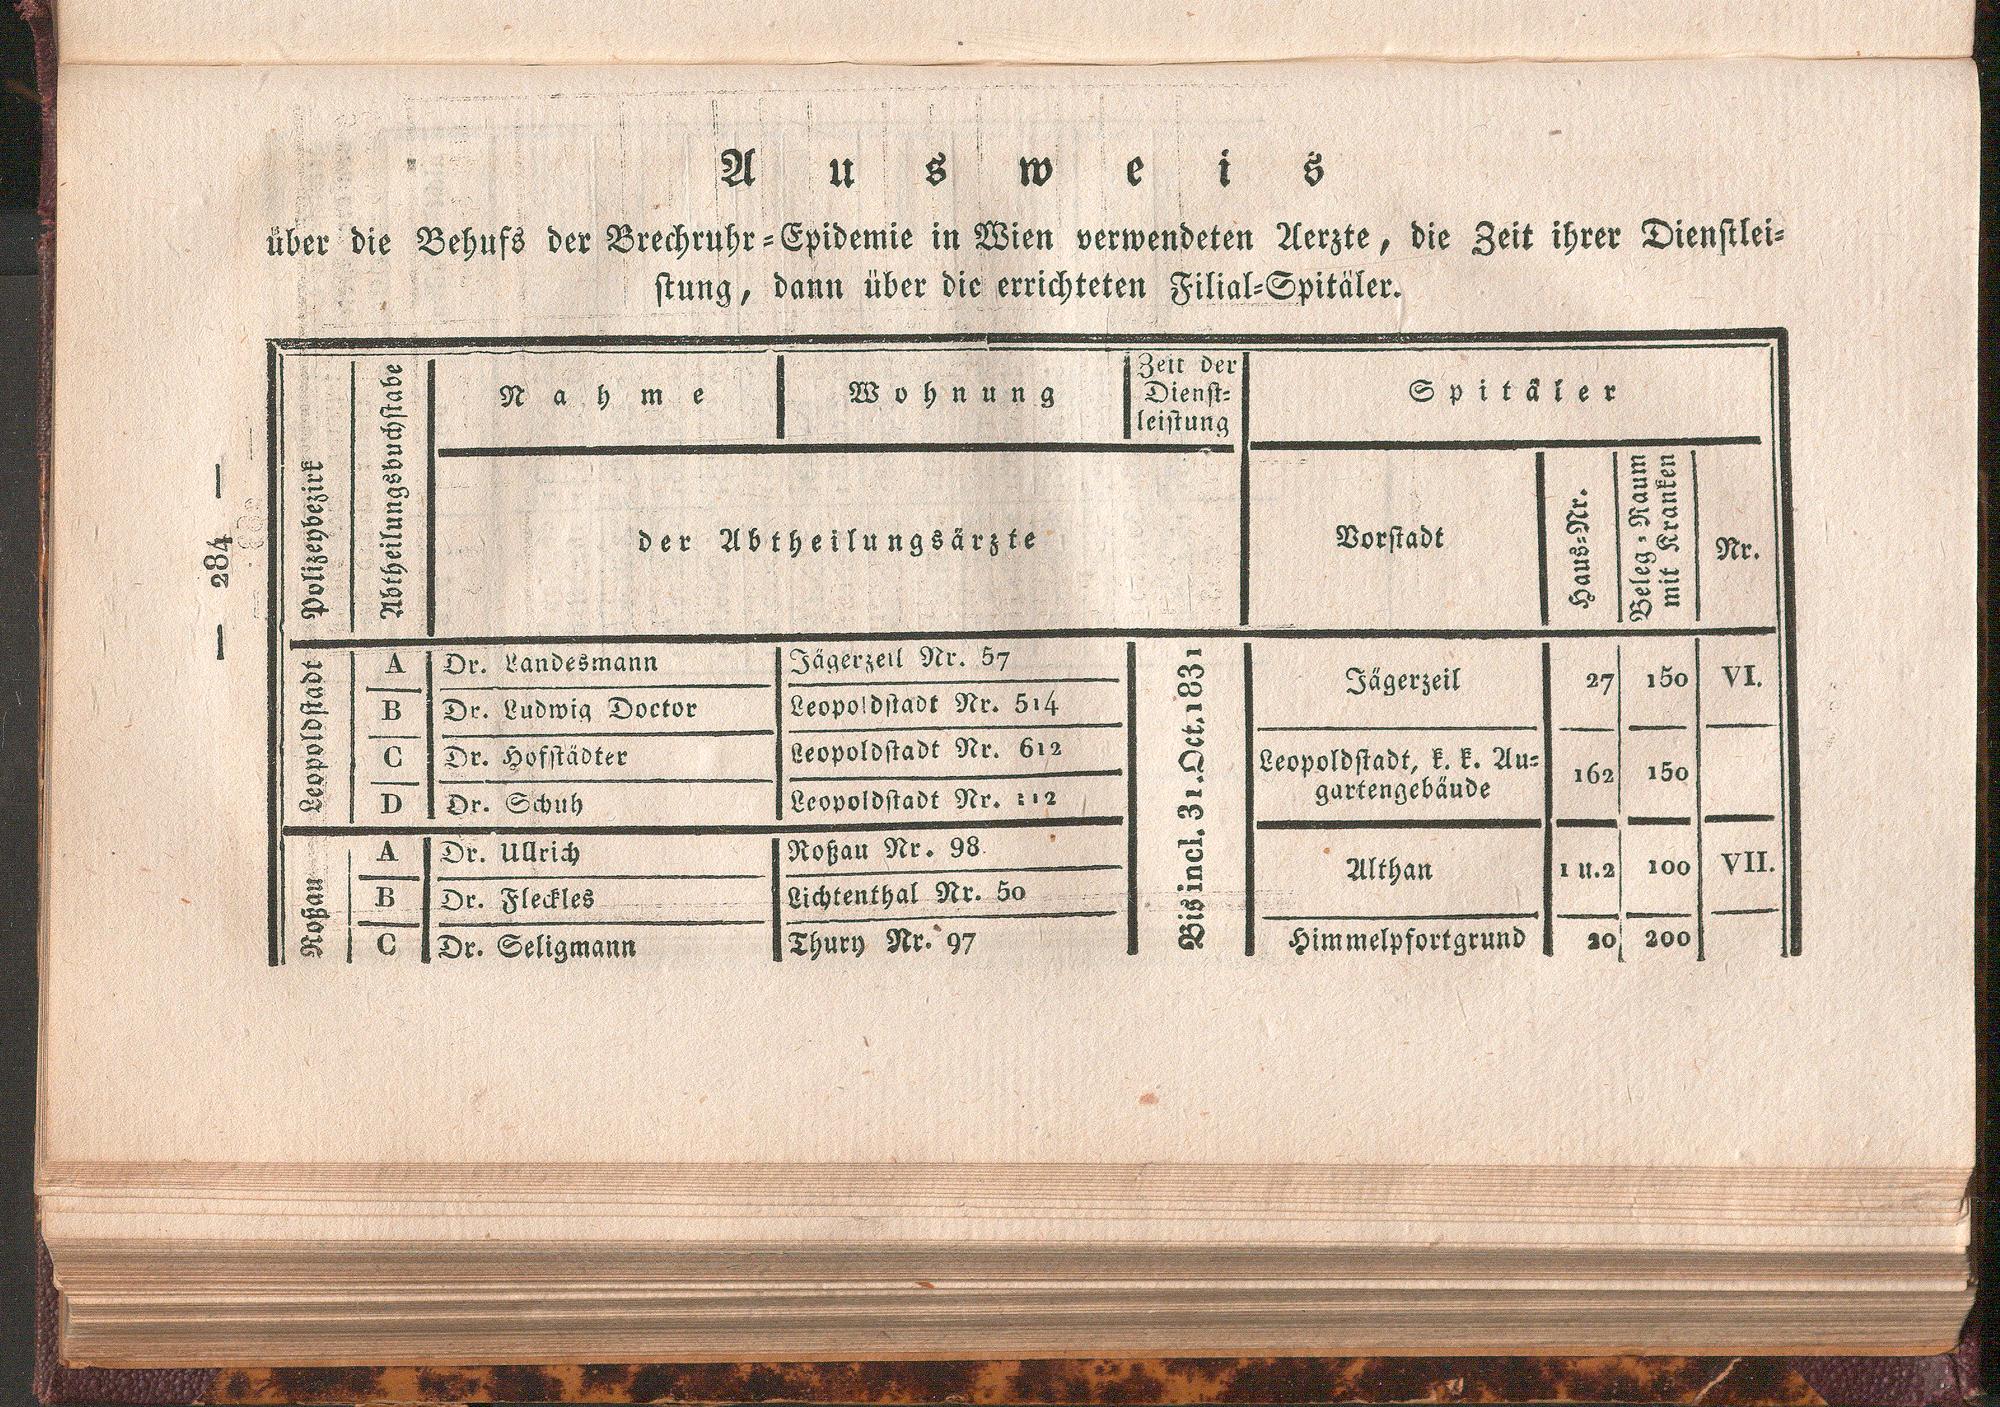 — 284 —
Ausweis
über die Behufs der Brechruhr-Epidemie in Wien verwendeten Aerzte, die Zeit ihrer Dienstlei-
stung, dann über die errichteten Filial-Spitäler.
Polizeybezirk
Abtheilungsbuchstabe
Nahme
Wohnung
Zeit der
Dienst-
leistung
Spitäler
der Abtheilungsärzte
Vorstadt
Haus-Nr.
Beleg-Raum
mit Kranken
Nr.
Leopoldstadt
A Dr. Landesmann Jägerzeil Nr. 57
B Dr. Ludwig Doctor Leopoldstadt Nr. 514
C Dr. Hofstädter Leopoldstadt Nr. 612
D Dr. Schuh Leopoldstadt Nr.
Roßau
A Dr. Ullrich Roßau Nr. 98
B Dr. Fleckles Lichtenthal Nr. 50
C Dr. Seligmann Thury Nr. 97
Bis incl. 31. Oct. 1831
Jägerzeil 27 150 VI.
Leopoldstadt, k. k. Au-
gartengebäude 162 150
Althan 1 u. 2 100 VII.
Himmelpfortgrund 20 200